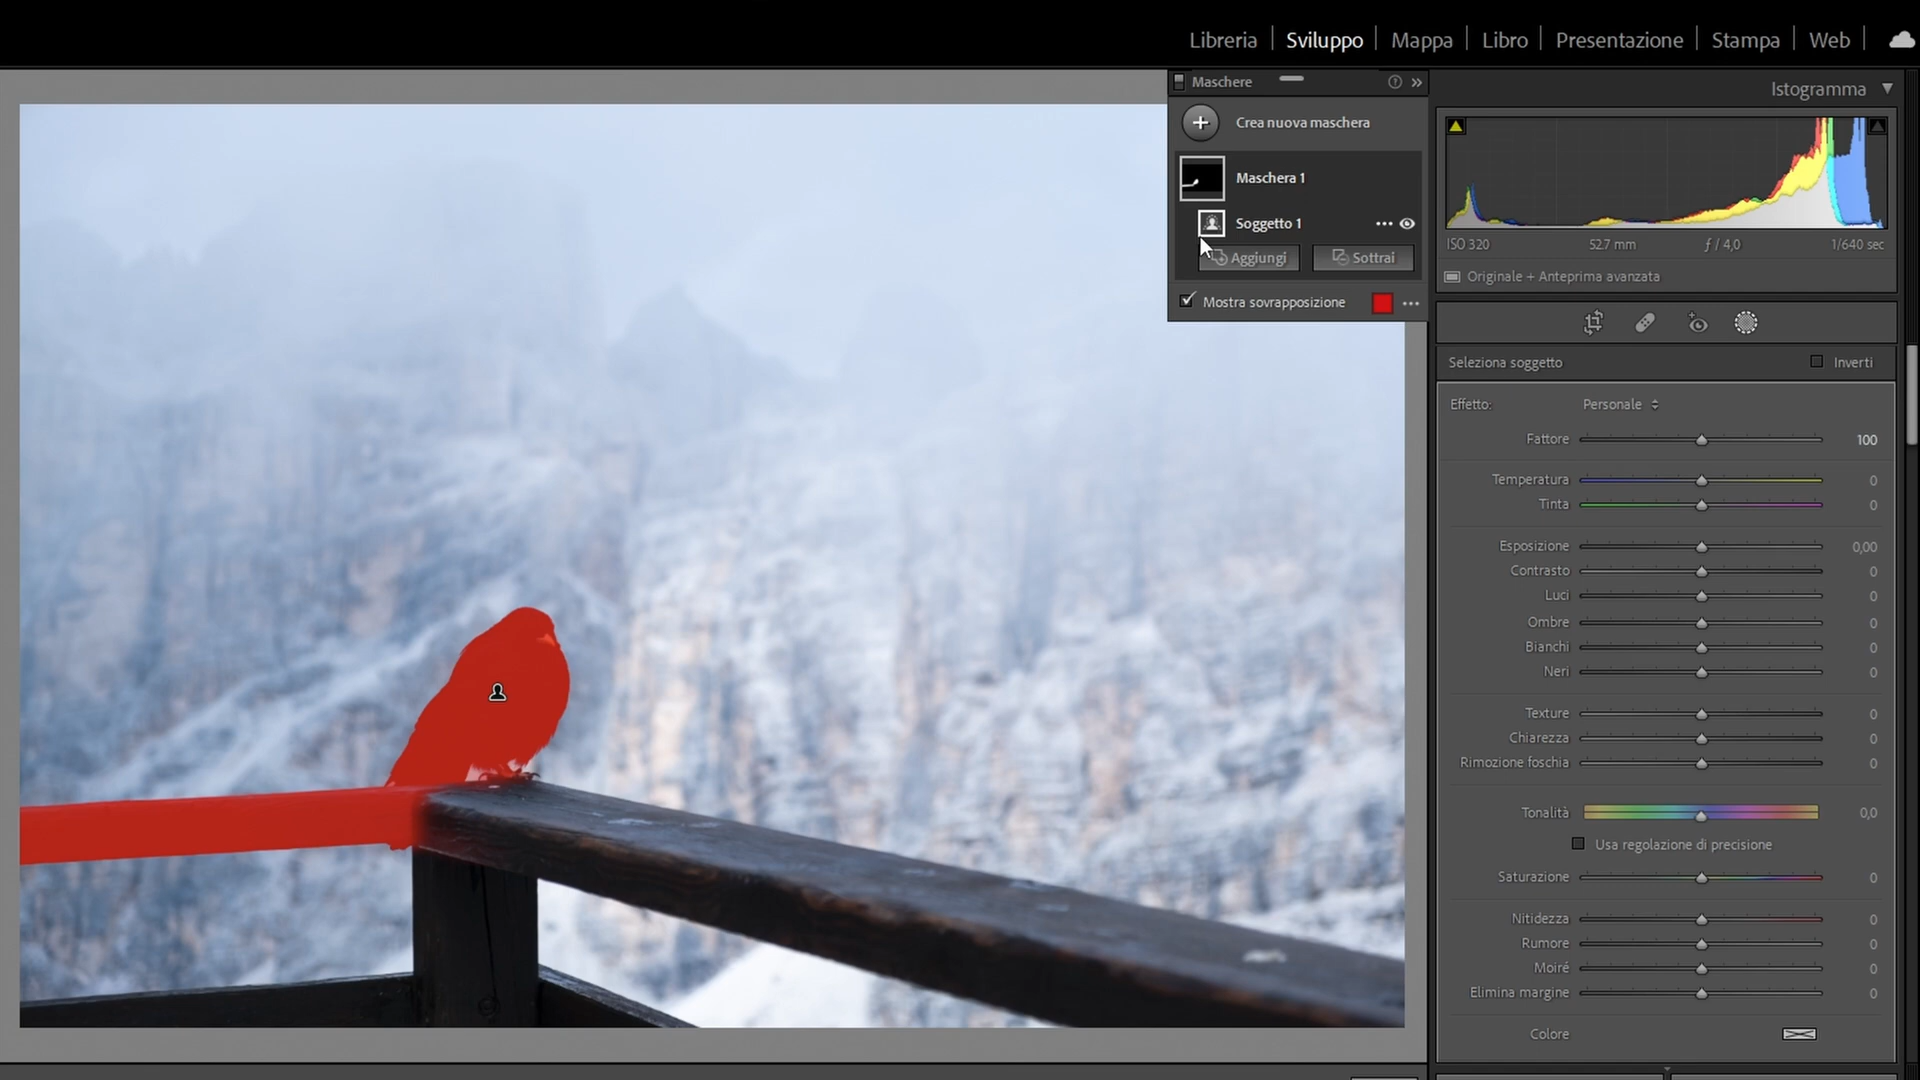 Libreria | Sviluppo | Mappa | Libro | Presentazione | Stampa | Web |
Maschere
Crea nuova maschera
Maschera 1
Soggetto 1
Aggiungi Sottrai
Mostra sovrapposizione
Istogramma
ISO 320 52.7 mm ƒ / 4,0 1/640 sec
Originale + Anteprima avanzata
Seleziona soggetto Inverti
Effetto: Personale
Fattore 100
Temperatura 0
Tinta 0
Esposizione 0,00
Contrasto 0
Luci 0
Ombre 0
Bianchi 0
Neri 0
Texture 0
Chiarezza 0
Rimozione foschia 0
Tonalità 0,0
Usa regolazione di precisione
Saturazione 0
Nitidezza 0
Rumore 0
Moiré 0
Elimina margine 0
Colore